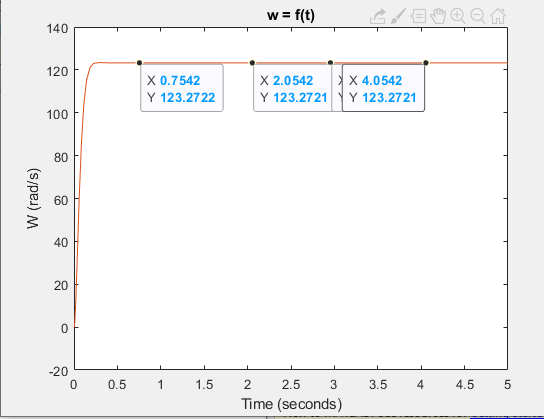 w = f(t)
140
120
100
80
60
40
20
0
-20
W (rad/s)
X 0.7542
Y 123.2722
X 2.0542
Y 123.2721
X
Y
X 4.0542
Y 123.2721
0 0.5 1 1.5 2 2.5 3 3.5 4 4.5 5
Time (seconds)